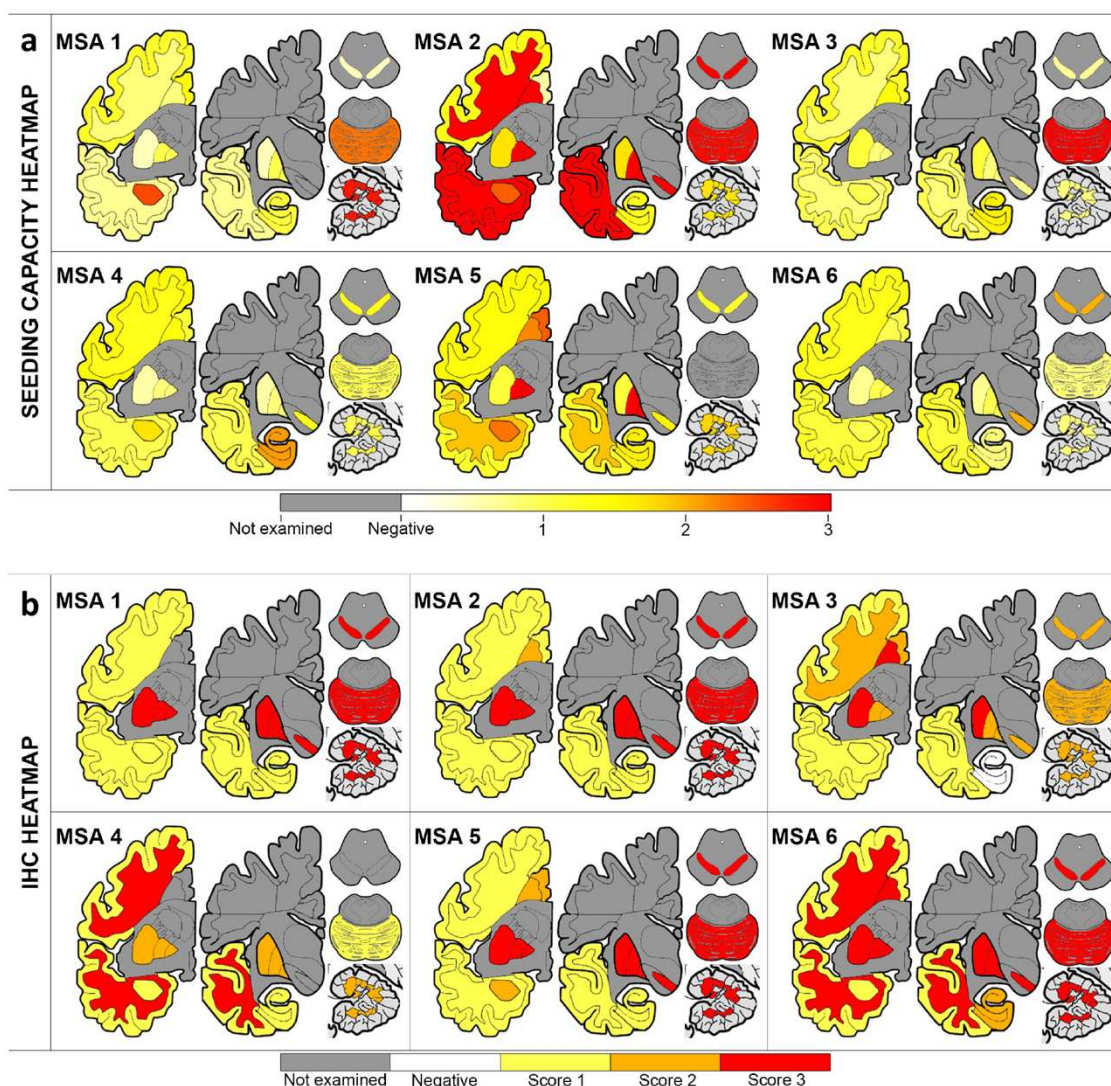 a
SEEDING CAPACITY HEATMAP
MSA 1
MSA 2
MSA 3
MSA 4
MSA 5
MSA 6
Not examined Negative 1 2 3
b
IHC HEATMAP
MSA 1
MSA 2
MSA 3
MSA 4
MSA 5
MSA 6
Not examined Negative Score 1 Score 2 Score 3